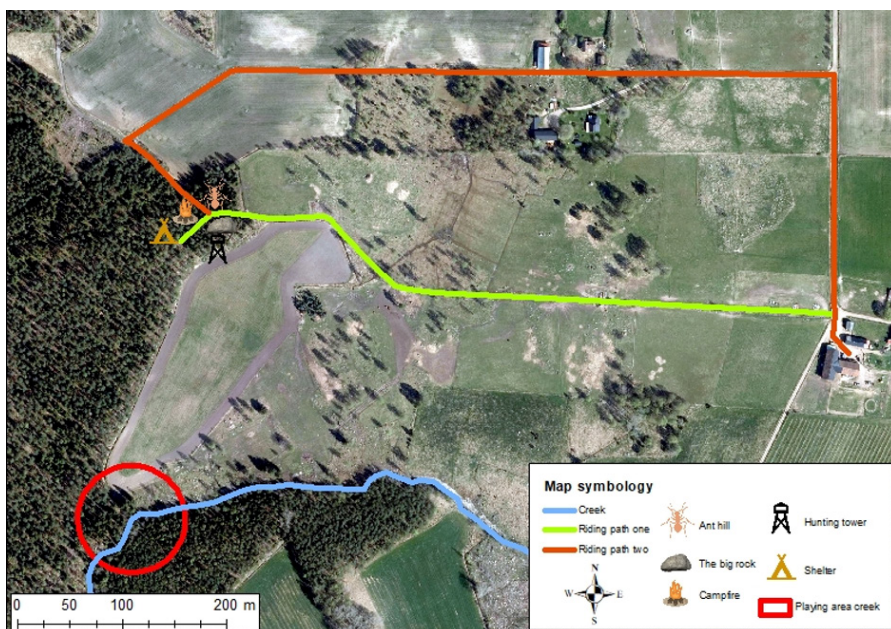 Map symbology
Creek
Riding path one
Riding path two
Ant hill
The big rock
Campfire
Hunting tower
Shelter
Playing area creek
N
W E
S
0 50 100 200 m